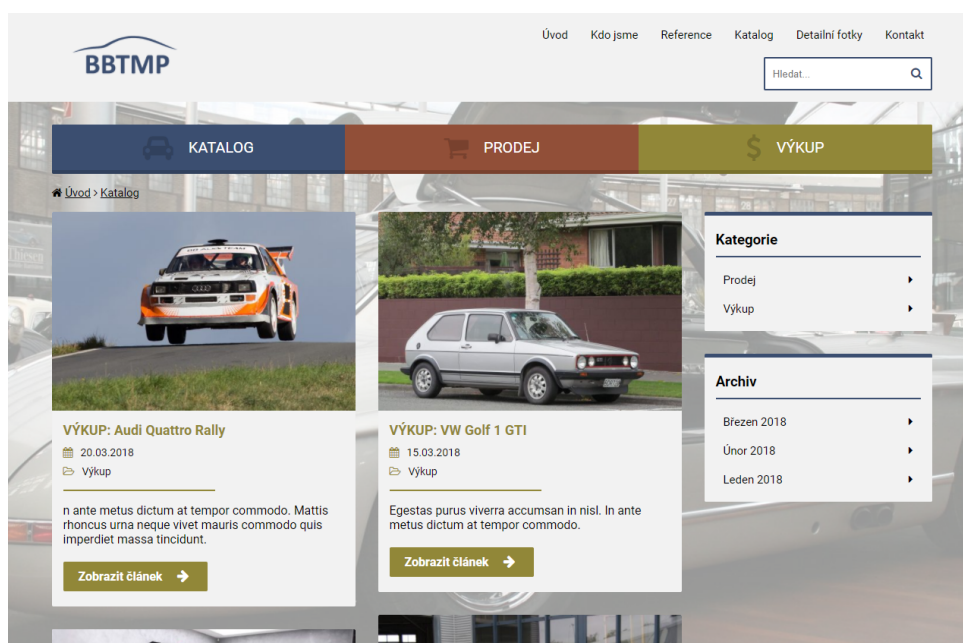 BBTMP
Úvod Kdo jsme Reference Katalog Detailní fotky Kontakt
Hledat...
KATALOG
PRODEJ
$ VÝKUP
Úvod > Katalog
VÝKUP: Audi Quattro Rally
20.03.2018
Výkup
n ante metus dictum at tempor commodo. Mattis
rhoncus urna neque vivet mauris commodo quis
imperdiet massa tincidunt.
Zobrazit článek
VÝKUP: VW Golf 1 GTI
15.03.2018
Výkup
Egestas purus viverra accumsan in nisl. In ante
metus dictum at tempor commodo.
Zobrazit článek
Kategorie
Prodej
Výkup
Archiv
Březen 2018
Únor 2018
Leden 2018